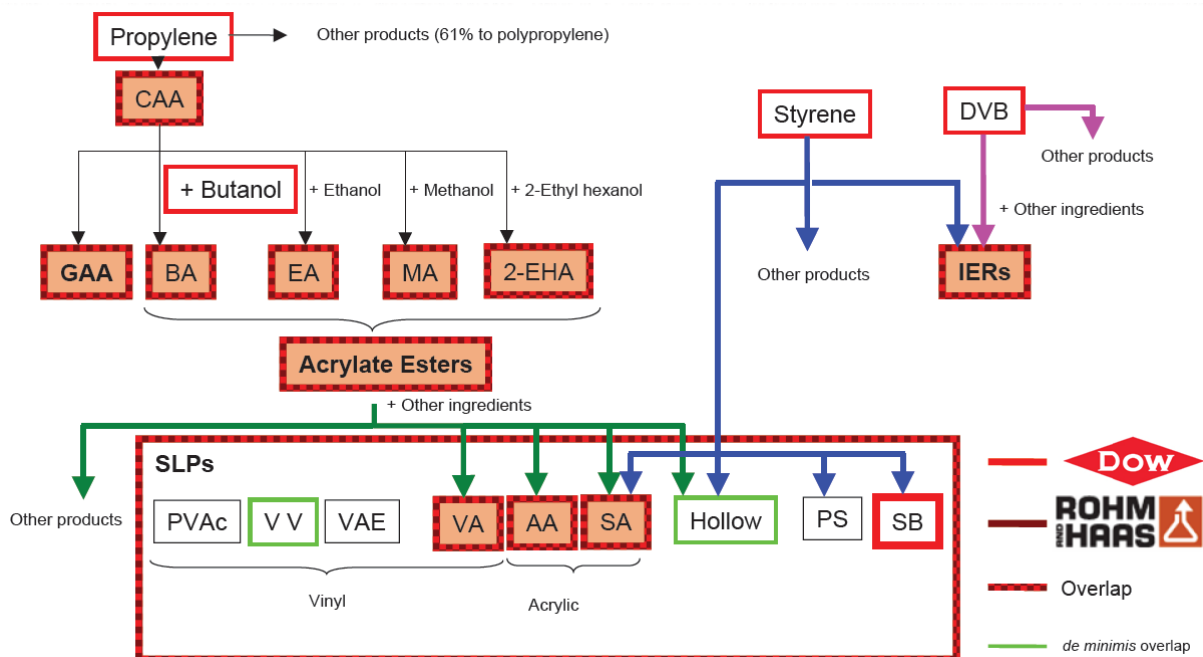 Propylene
Other products (61% to polypropylene)
CAA
Styrene
DVB
Other products
+ Butanol
+ Ethanol
+ Methanol
+ 2-Ethyl hexanol
+ Other ingredients
GAA
BA
EA
MA
2-EHA
Other products
IERs
Acrylate Esters
+ Other ingredients
SLPs
Other products
PVAc
V V
VAE
VA
AA
SA
Hollow
PS
SB
Vinyl
Acrylic
DOW
ROHM
AND HAAS
Overlap
de minimis overlap